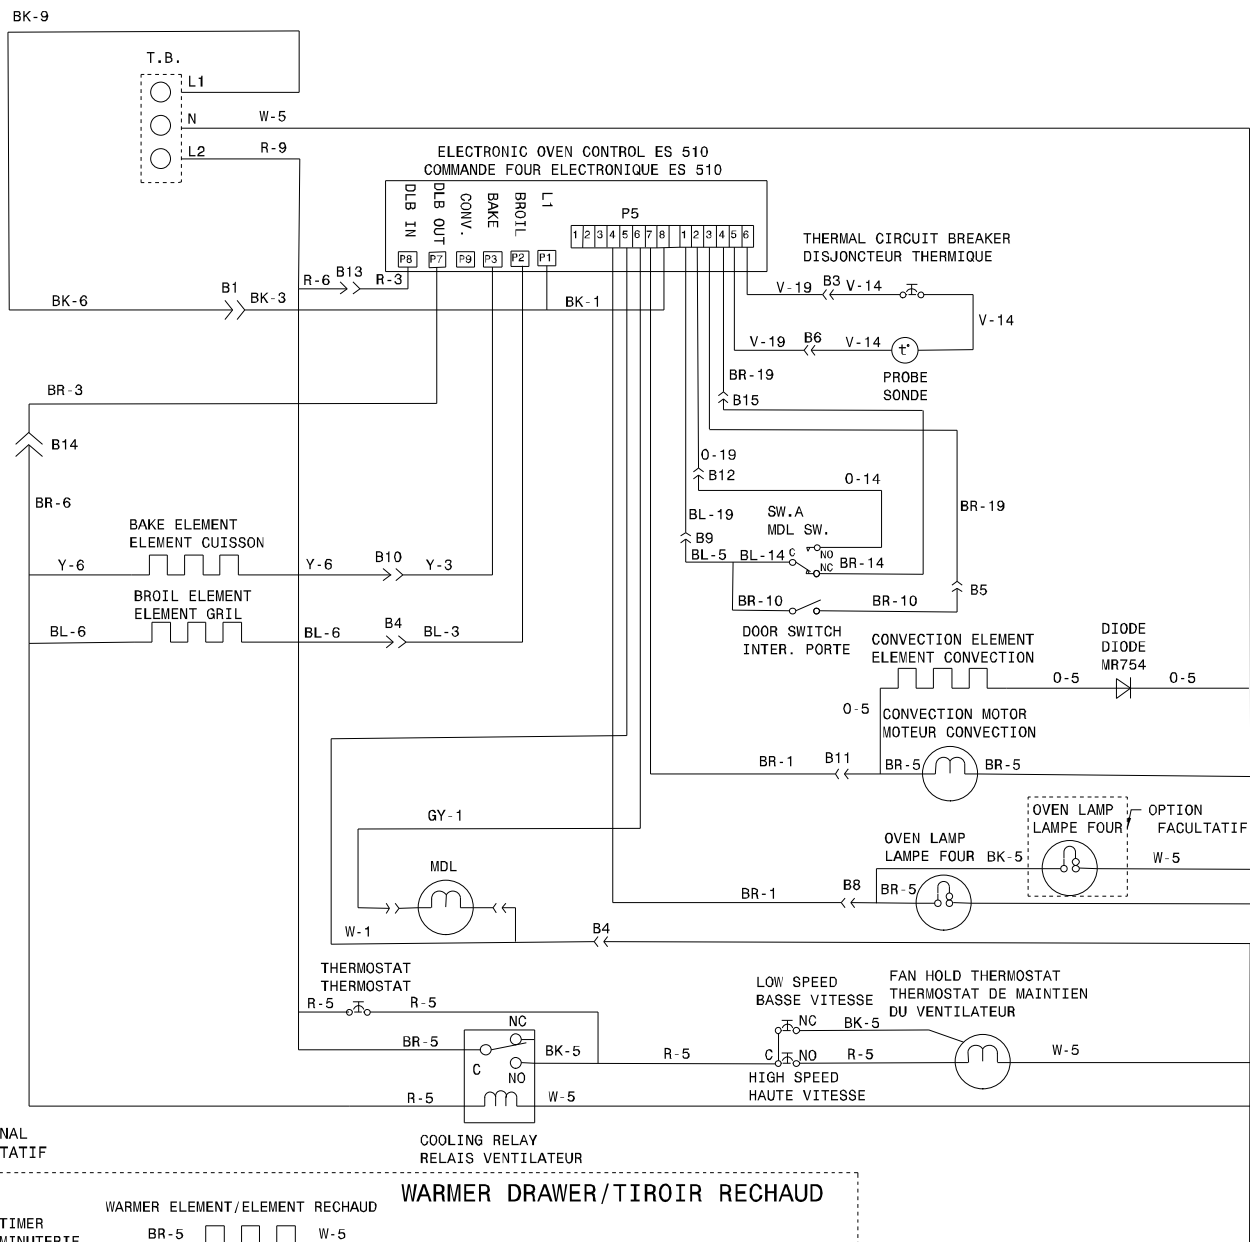 BK-9
T.B.
L1
N
W-5
L2
R-9
ELECTRONIC OVEN CONTROL ES 510
COMMANDE FOUR ELECTRONIQUE ES 510
DLB IN
DLB OUT
CONV.
BAKE
BROIL
L1
P5
1 2 3 4 5 6 7 8 1 2 3 4 5 6
P8 P7 P9 P3 P2 P1
THERMAL CIRCUIT BREAKER
DISJONCTEUR THERMIQUE
R-6 B13 R-3
V-19 B3 V-14
BK-6 B1 BK-3
BK-1
V-14
V-19 B6 V-14
t°
PROBE
SONDE
BR-3
BR-19
B15
B14
O-19
B12
O-14
BR-6
BL-19
SW.A
MDL SW.
BR-19
BAKE ELEMENT
ELEMENT CUISSON
B9
BL-5 BL-14 C NO
NC BR-14
Y-6 Y-6 B10 Y-3
B5
BROIL ELEMENT
ELEMENT GRIL
BR-10 BR-10
BL-6 BL-6 B4 BL-3
DOOR SWITCH
INTER. PORTE
CONVECTION ELEMENT
ELEMENT CONVECTION
DIODE
DIODE
MR754
O-5 O-5
O-5
CONVECTION MOTOR
MOTEUR CONVECTION
BR-1 B11 BR-5 BR-5
GY-1
OVEN LAMP
LAMPE FOUR
OPTION
FACULTATIF
OVEN LAMP
LAMPE FOUR
BK-5 W-5
MDL
BR-1 B8 BR-5
W-1 B4
THERMOSTAT
THERMOSTAT
R-5 R-5
LOW SPEED
BASSE VITESSE
FAN HOLD THERMOSTAT
THERMOSTAT DE MAINTIEN
DU VENTILATEUR
NC
NC BK-5
BR-5 BK-5
C
NO
R-5 C NO R-5 W-5
HIGH SPEED
HAUTE VITESSE
R-5 W-5
COOLING RELAY
RELAIS VENTILATEUR
NAL
TATIF
WARMER DRAWER/TIROIR RECHAUD
WARMER ELEMENT/ELEMENT RECHAUD
TIMER
MINUTERIE
BR-5 W-5